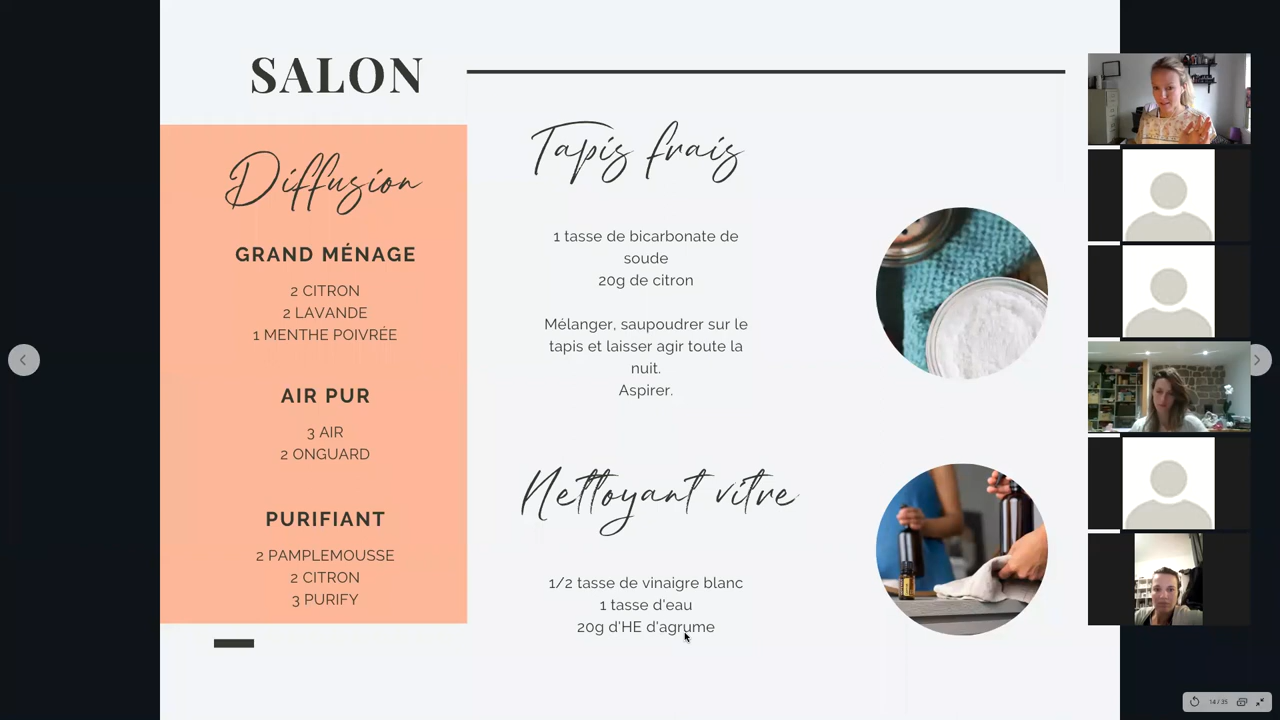 SALON
Diffusion
GRAND MÉNAGE
2 CITRON
2 LAVANDE
1 MENTHE POIVRÉE
AIR PUR
3 AIR
2 ONGUARD
PURIFIANT
2 PAMPLEMOUSSE
2 CITRON
3 PURIFY
Tapis frais
1 tasse de bicarbonate de
soude
20g de citron
Mélanger, saupoudrer sur le
tapis et laisser agir toute la
nuit.
Aspirer.
Nettoyant vitre
1/2 tasse de vinaigre blanc
1 tasse d'eau
20g d'HE d'agrume
14 / 35